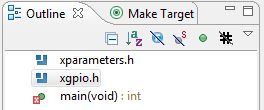 Outline
Make Target
xparameters.h
xgpio.h
main(void) : int